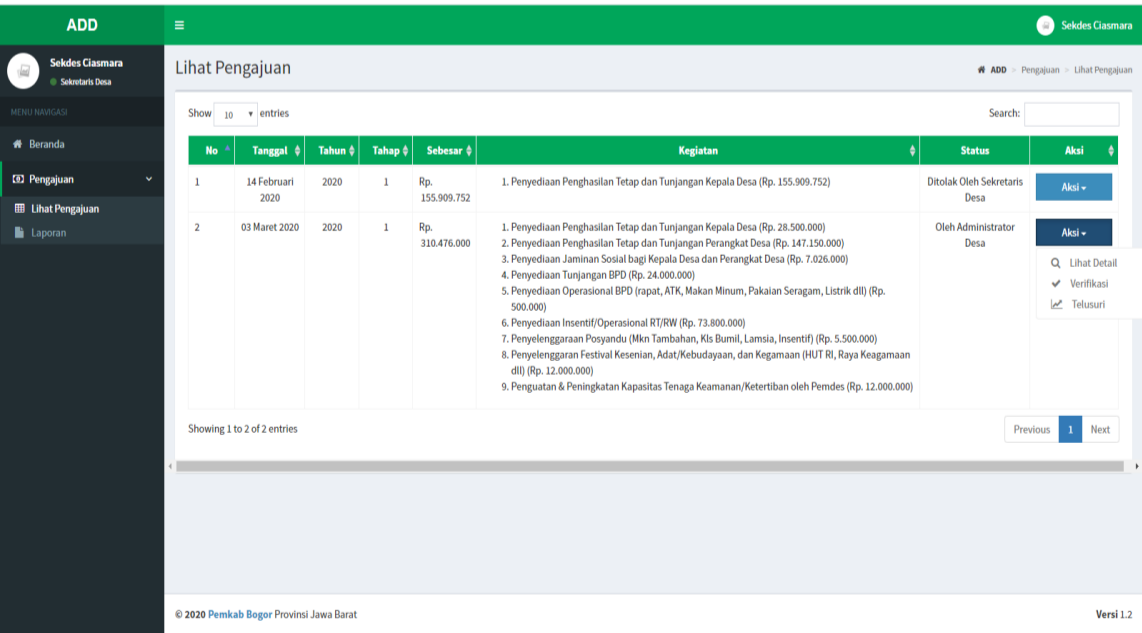 ADD
Sekdes Ciasmara
Sekdes Ciasmara
Sekretaris Desa
MENU NAVIGASI
Beranda
Pengajuan
Lihat Pengajuan
Laporan
Lihat Pengajuan
ADD > Pengajuan > Lihat Pengajuan
Show 10 entries
Search:
No Tanggal Tahun Tahap Sebesar Kegiatan Status Aksi
1
14 Februari
2020
2020
1
Rp.
155.909.752
1. Penyediaan Penghasilan Tetap dan Tunjangan Kepala Desa (Rp. 155.909.752)
Ditolak Oleh Sekretaris
Desa
Aksi
2
03 Maret 2020
2020
1
Rp.
310.476.000
1. Penyediaan Penghasilan Tetap dan Tunjangan Kepala Desa (Rp. 28.500.000)
2. Penyediaan Penghasilan Tetap dan Tunjangan Perangkat Desa (Rp. 147.150.000)
3. Penyediaan Jaminan Sosial bagi Kepala Desa dan Perangkat Desa (Rp. 7.026.000)
4. Penyediaan Tunjangan BPD (Rp. 24.000.000)
5. Penyediaan Operasional BPD (rapat, ATK, Makan Minum, Pakaian Seragam, Listrik dll) (Rp.
500.000)
6. Penyediaan Insentif/Operasional RT/RW (Rp. 73.800.000)
7. Penyelenggaraan Posyandu (Mkn Tambahan, Kls Bumil, Lamsia, Insentif) (Rp. 5.500.000)
8. Penyelenggaran Festival Kesenian, Adat/Kebudayaan, dan Kegamaan (HUT RI, Raya Keagamaan
dll) (Rp. 12.000.000)
9. Penguatan & Peningkatan Kapasitas Tenaga Keamanan/Ketertiban oleh Pemdes (Rp. 12.000.000)
Oleh Administrator
Desa
Aksi
Lihat Detail
Verifikasi
Telusuri
Showing 1 to 2 of 2 entries
Previous 1 Next
© 2020 Pemkab Bogor Provinsi Jawa Barat
Versi 1.2